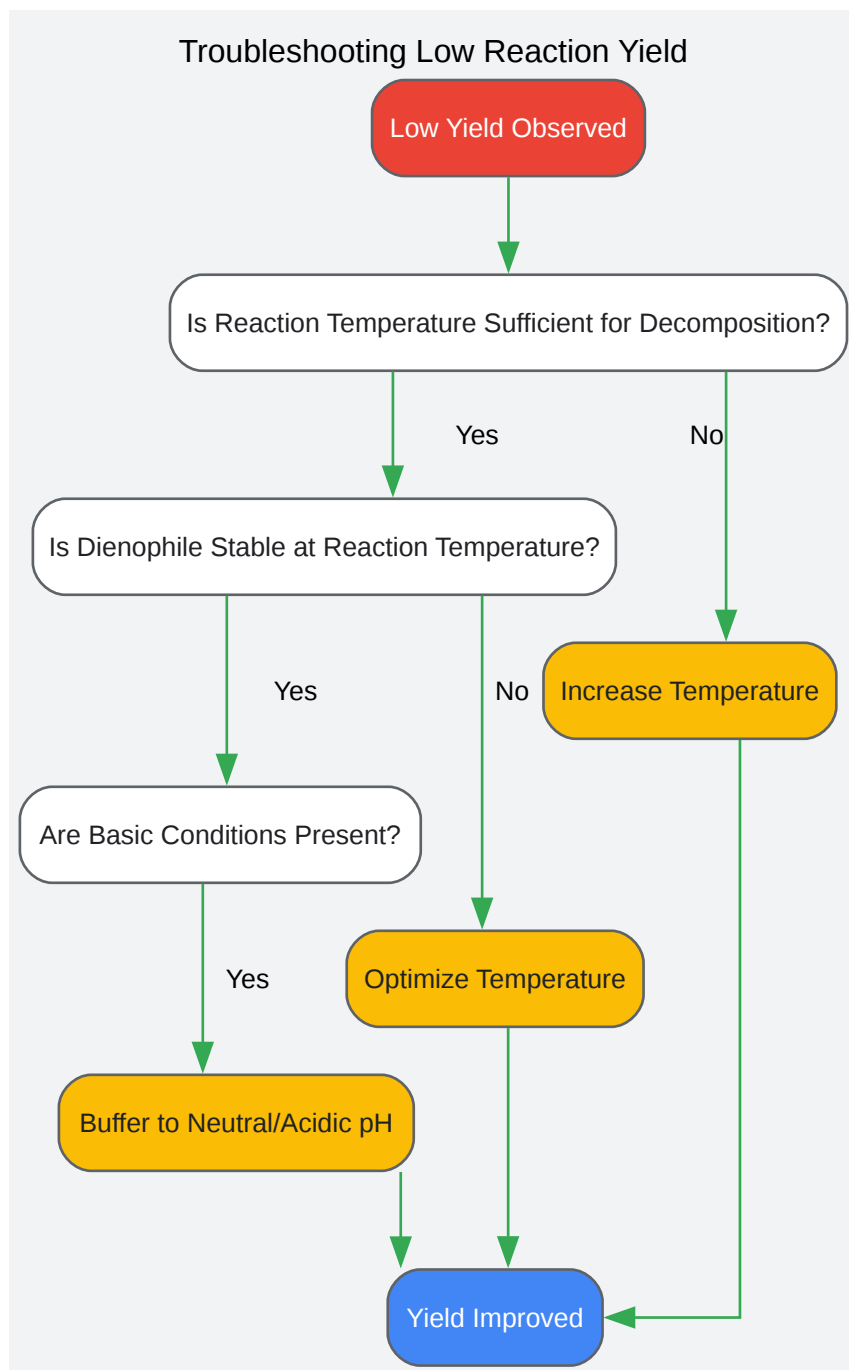 Troubleshooting Low Reaction Yield
Low Yield Observed
Is Reaction Temperature Sufficient for Decomposition?
Yes
No
Is Dienophile Stable at Reaction Temperature?
Yes
No
Increase Temperature
Are Basic Conditions Present?
Yes
Optimize Temperature
Buffer to Neutral/Acidic pH
Yield Improved